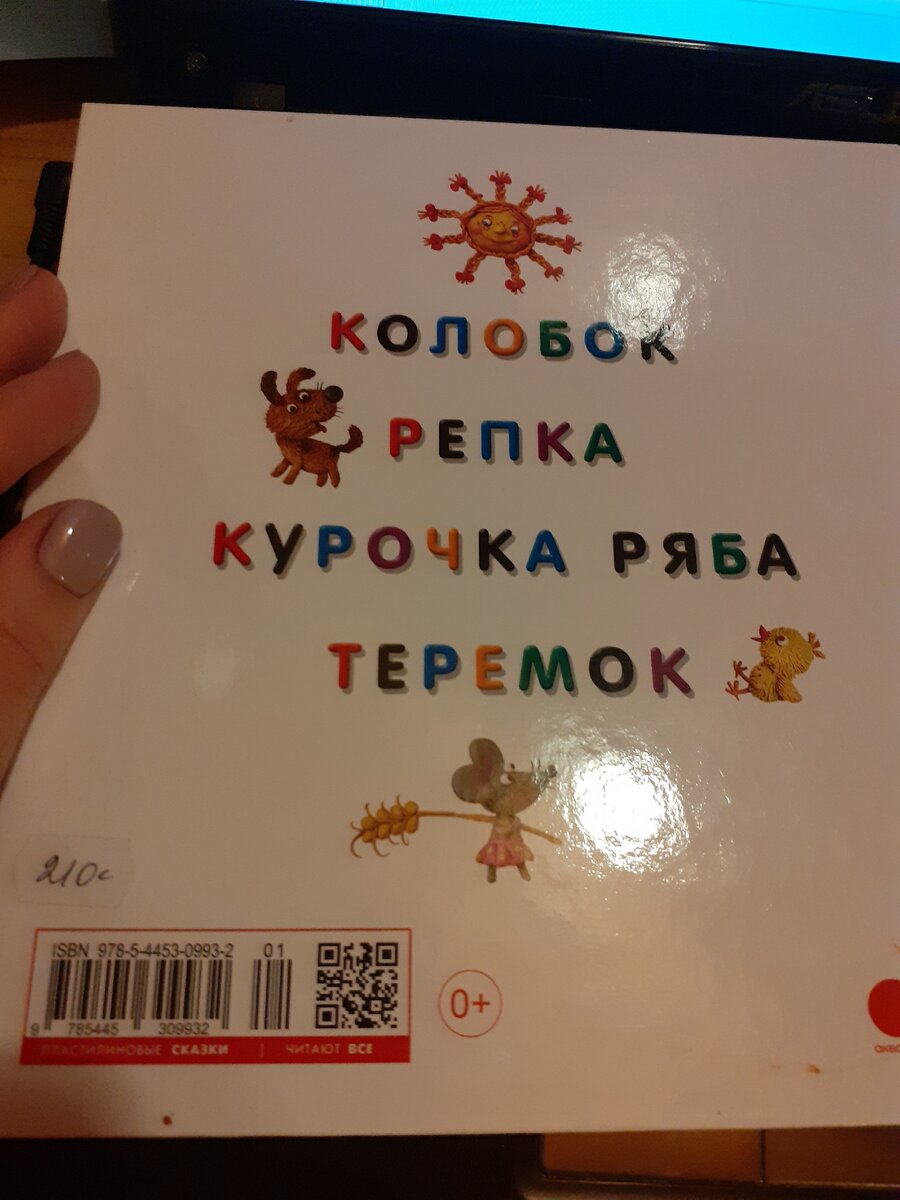 КОЛОБОК
РЕПКА
КУРОЧКА РЯБА
ТЕРЕМОК
210с
ISBN 978-5-4453-0993-2 01
9 785445 309932
ПЛАСТИЛИНОВЫЕ СКАЗКИ | ЧИТАЮТ ВСЕ
0+